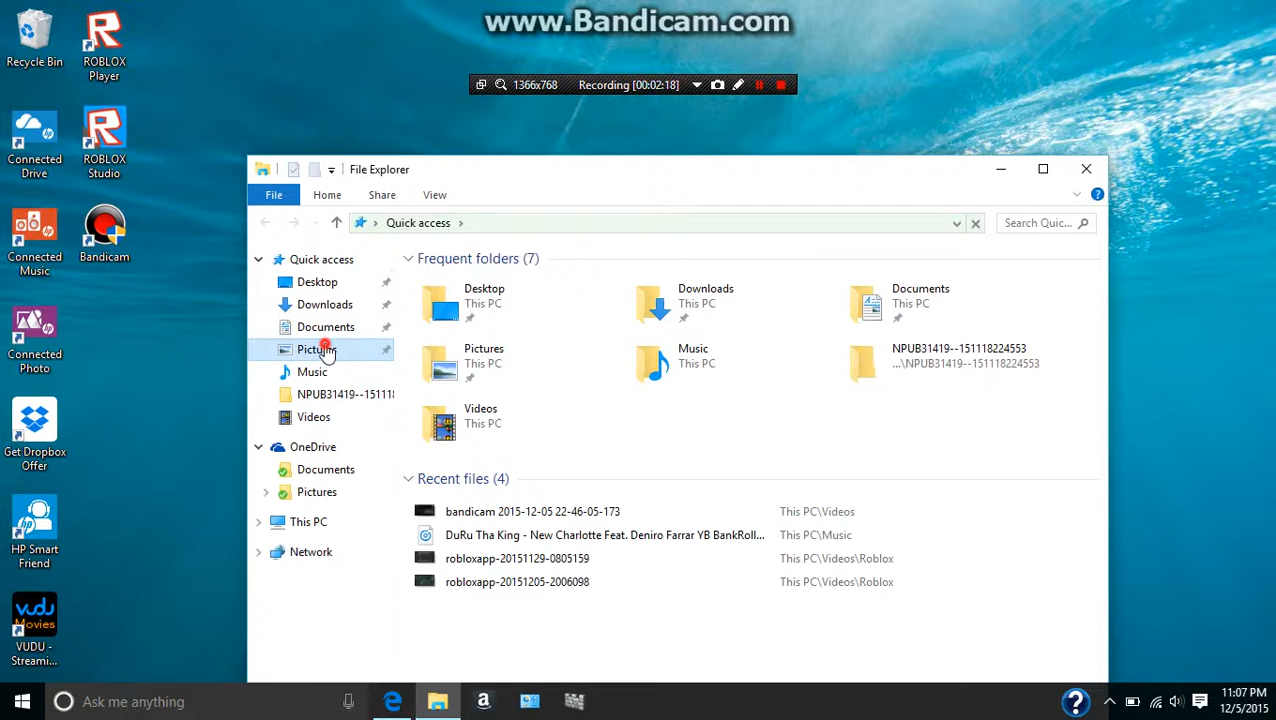 www.Bandicam.com
1366x768 Recording [00:02:18]
Recycle Bin
ROBLOX Player
Connected Drive
ROBLOX Studio
Connected Music
Bandicam
Connected Photo
Get Dropbox Offer
HP Smart Friend
VUDU
Movies
VUDU - Streami...
File Explorer
File Home Share View
Quick access
Search Quic...
Quick access
Desktop
Downloads
Documents
Pictures
Music
NPUB31419--15111
Videos
OneDrive
Documents
Pictures
This PC
Network
Frequent folders (7)
Desktop
This PC
Downloads
This PC
Documents
This PC
Pictures
This PC
Music
This PC
NPUB31419--151118224553
...\NPUB31419--151118224553
Videos
This PC
Recent files (4)
bandicam 2015-12-05 22-46-05-173 This PC\Videos
DuRu Tha King - New Charlotte Feat. Deniro Farrar YB BankRoll... This PC\Music
robloxapp-20151129-0805159 This PC\Videos\Roblox
robloxapp-20151205-2006098 This PC\Videos\Roblox
Ask me anything
11:07 PM
12/5/2015